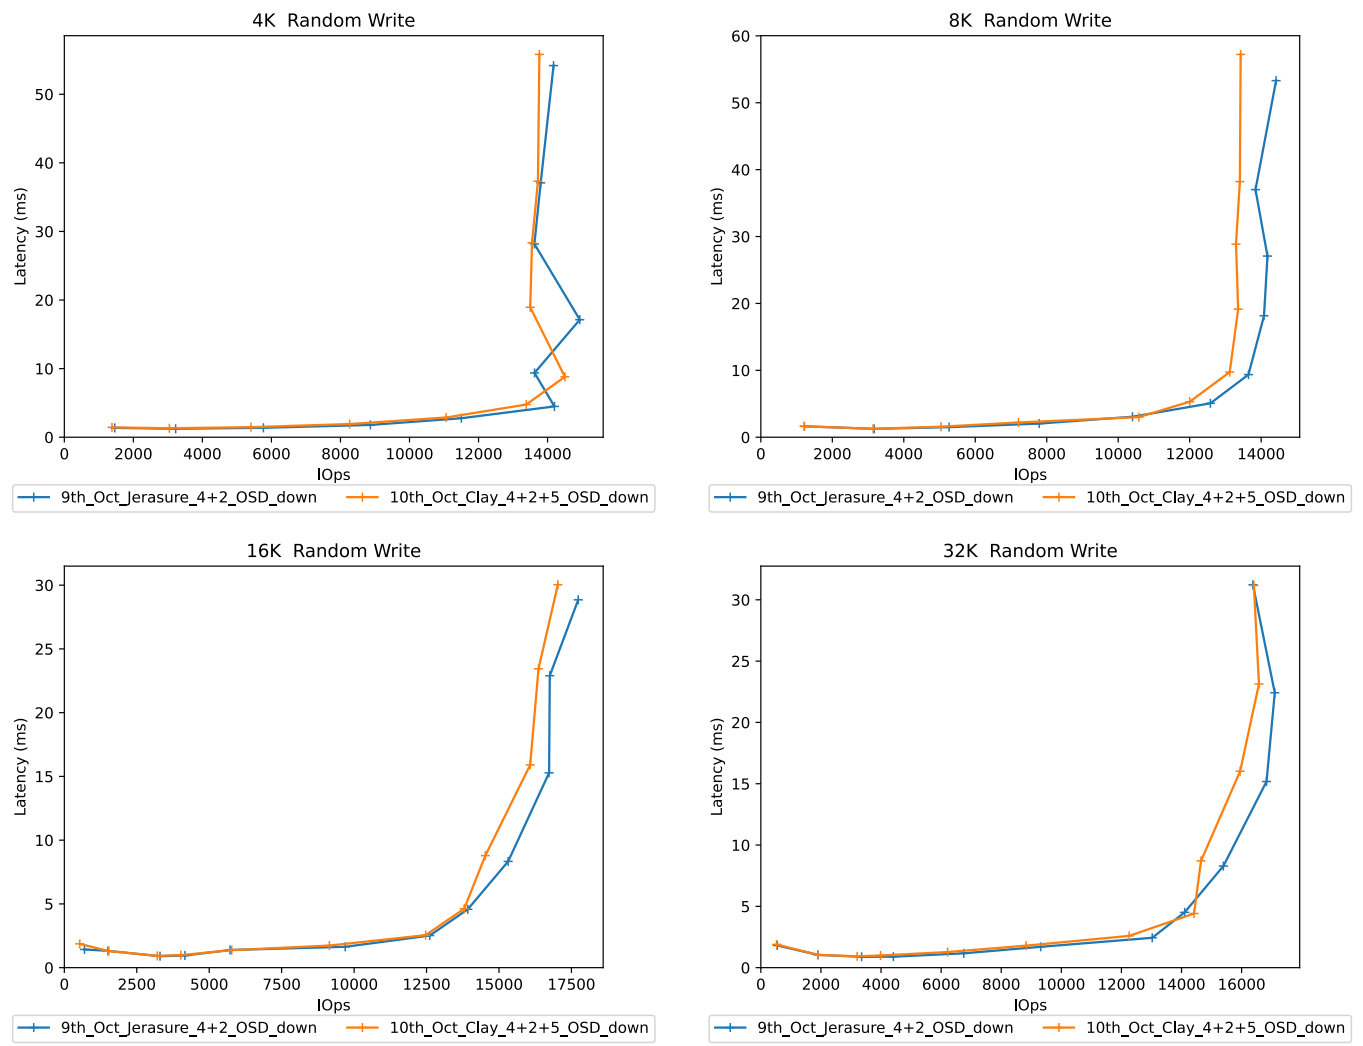 4K  Random Write
50
40
30
20
10
0
Latency (ms)
0 2000 4000 6000 8000 10000 12000 14000
IOps
9th_Oct_Jerasure_4+2_OSD_down 10th_Oct_Clay_4+2+5_OSD_down
8K  Random Write
60
50
40
30
20
10
0
Latency (ms)
0 2000 4000 6000 8000 10000 12000 14000
IOps
9th_Oct_Jerasure_4+2_OSD_down 10th_Oct_Clay_4+2+5_OSD_down
16K  Random Write
30
25
20
15
10
5
0
Latency (ms)
0 2500 5000 7500 10000 12500 15000 17500
IOps
9th_Oct_Jerasure_4+2_OSD_down 10th_Oct_Clay_4+2+5_OSD_down
32K  Random Write
30
25
20
15
10
5
0
Latency (ms)
0 2000 4000 6000 8000 10000 12000 14000 16000
IOps
9th_Oct_Jerasure_4+2_OSD_down 10th_Oct_Clay_4+2+5_OSD_down